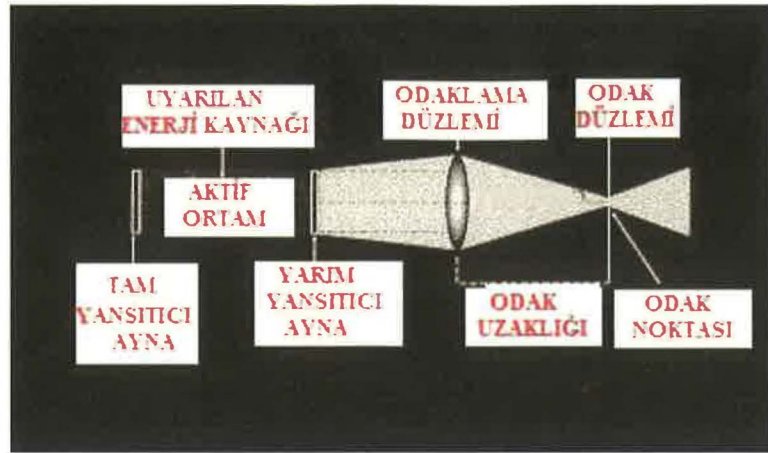 UYARILAN
ENERJİ KAYNAĞI
ODAKLAMA
DÜZLEMİ
ODAK
DÜZLEMİ
AKTİF
ORTAM
TAM
YANSITICI
AYNA
YARIM
YANSITICI
AYNA
ODAK
UZAKLIĞI
ODAK
NOKTASI